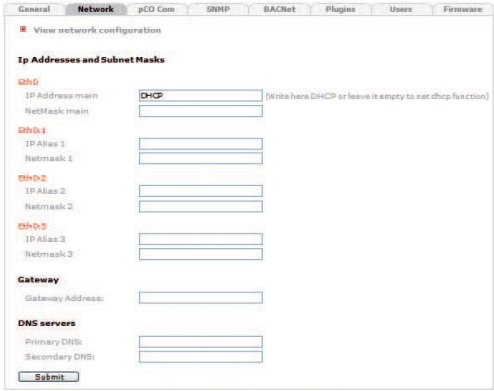 General Network pCO Com SNMP BACNet Plugins Users Firmware
View network configuration
Ip Addresses and Subnet Masks
Eth0
IP Address main DHCP (Write here DHCP or leave it empty to set dhcp function)
NetMask main
Eth0:1
IP Alias 1
Netmask 1
Eth0:2
IP Alias 2
Netmask 2
Eth0:3
IP Alias 3
Netmask 3
Gateway
Gateway Address:
DNS servers
Primary DNS:
Secondary DNS:
Submit